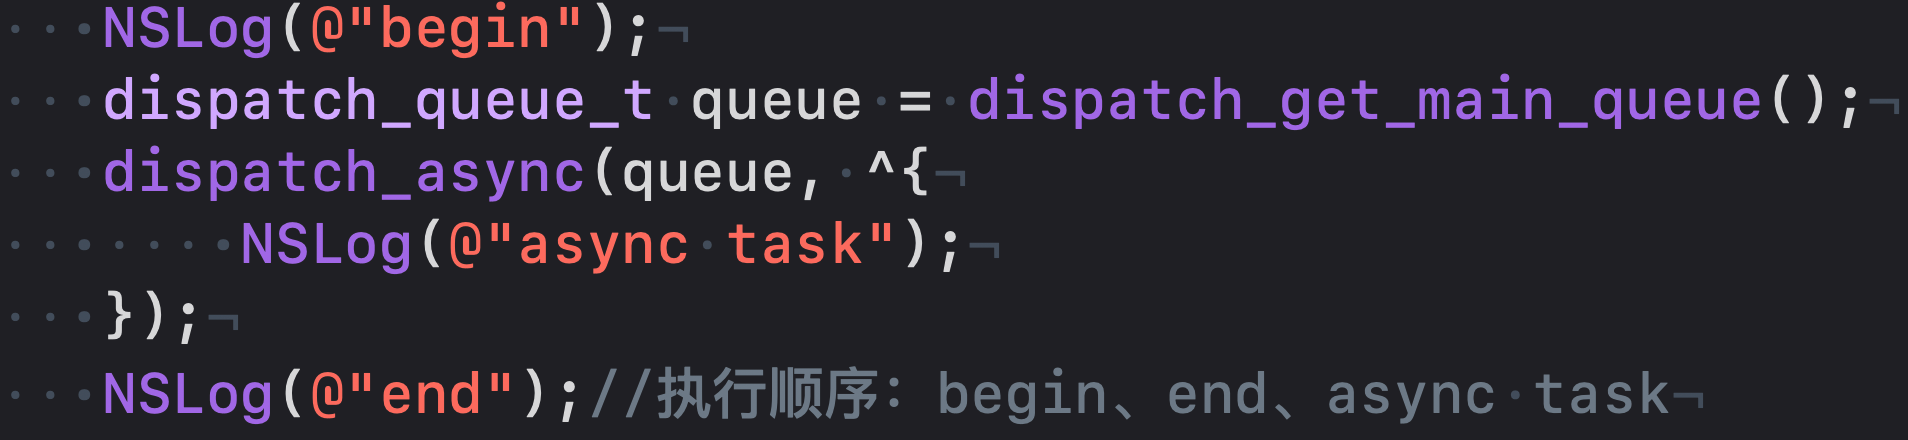 NSLog(@"begin");
dispatch_queue_t queue = dispatch_get_main_queue();
dispatch_async(queue, ^{
    NSLog(@"async task");
});
NSLog(@"end");//执行顺序：begin、end、async task